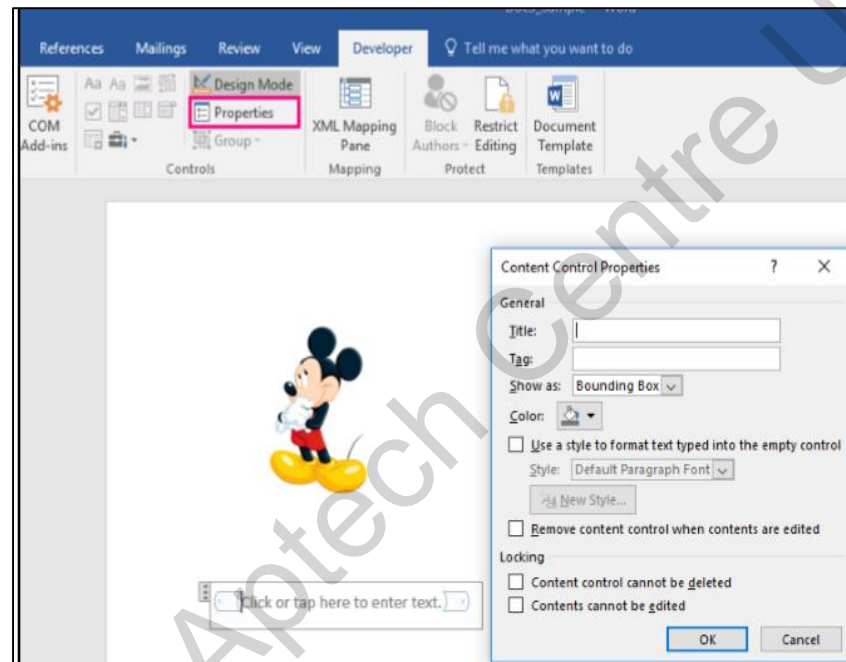 Docs_Sample - Word
References Mailings Review View Developer Tell me what you want to do
Aa Aa Design Mode
Properties
Group
COM
Add-ins
XML Mapping
Pane
Block
Authors
Restrict
Editing
Document
Template
Controls Mapping Protect Templates
Content Control Properties ? X
General
Title:
Tag:
Show as: Bounding Box
Color:
Use a style to format text typed into the empty control
Style: Default Paragraph Font
New Style...
Remove content control when contents are edited
Locking
Content control cannot be deleted
Contents cannot be edited
OK Cancel
Click or tap here to enter text.
Aptech Centre U